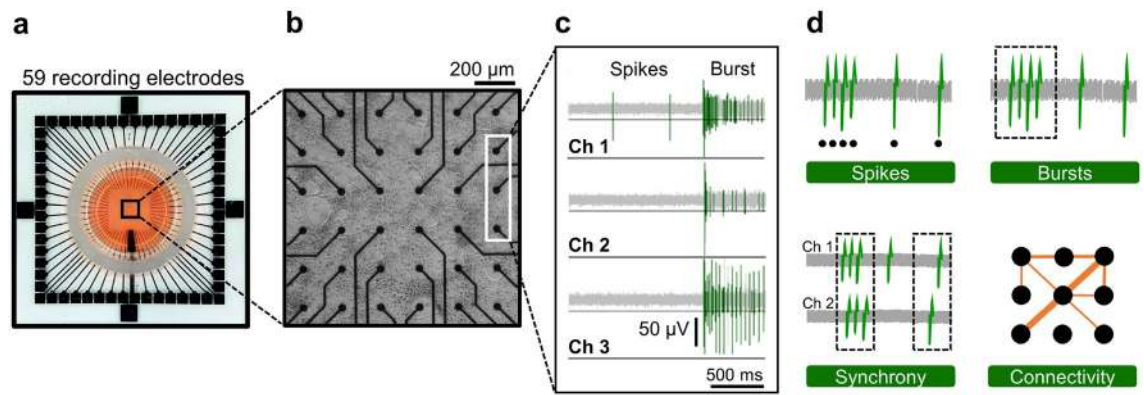 a
59 recording electrodes
b
200 µm
c
Spikes
Burst
Ch 1
Ch 2
50 µV
Ch 3
500 ms
d
Spikes
Bursts
Ch 1
Ch 2
Synchrony
Connectivity